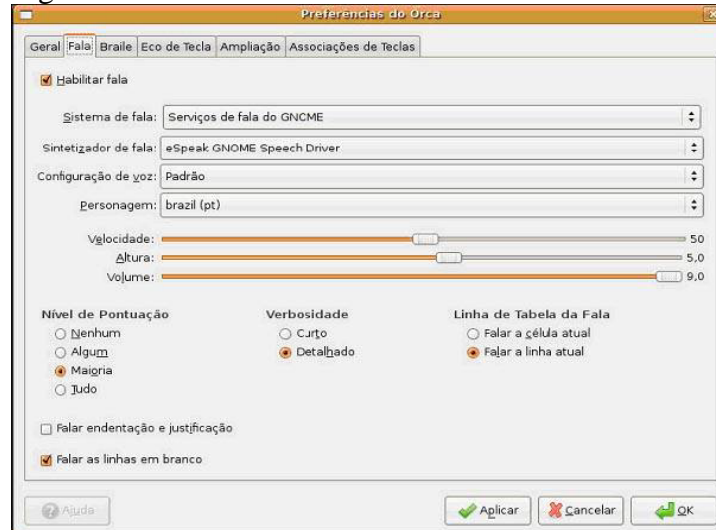 Preferências do Orca
Geral Fala Braile Eco de Tecla Ampliação Associações de Teclas
Habilitar fala
Sistema de fala: Serviços de fala do GNCME
Sintetizador de fala: eSpeak GNOME Speech Driver
Configuração de voz: Padrão
Personagem: brazil (pt)
Velocidade: 50
Altura: 5,0
Volume: 9,0
Nível de Pontuação Verbosidade Linha de Tabela da Fala
Nenhum Curto Falar a célula atual
Algum Detalhado Falar a linha atual
Maioria
Tudo
Falar endentação e justificação
Falar as linhas em branco
Ajuda Aplicar Cancelar OK